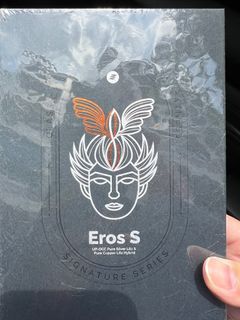 Eros S
UP-OCC Pure Silver Litz &
Pure Copper Litz Hybrid
SIGNATURE SERIES